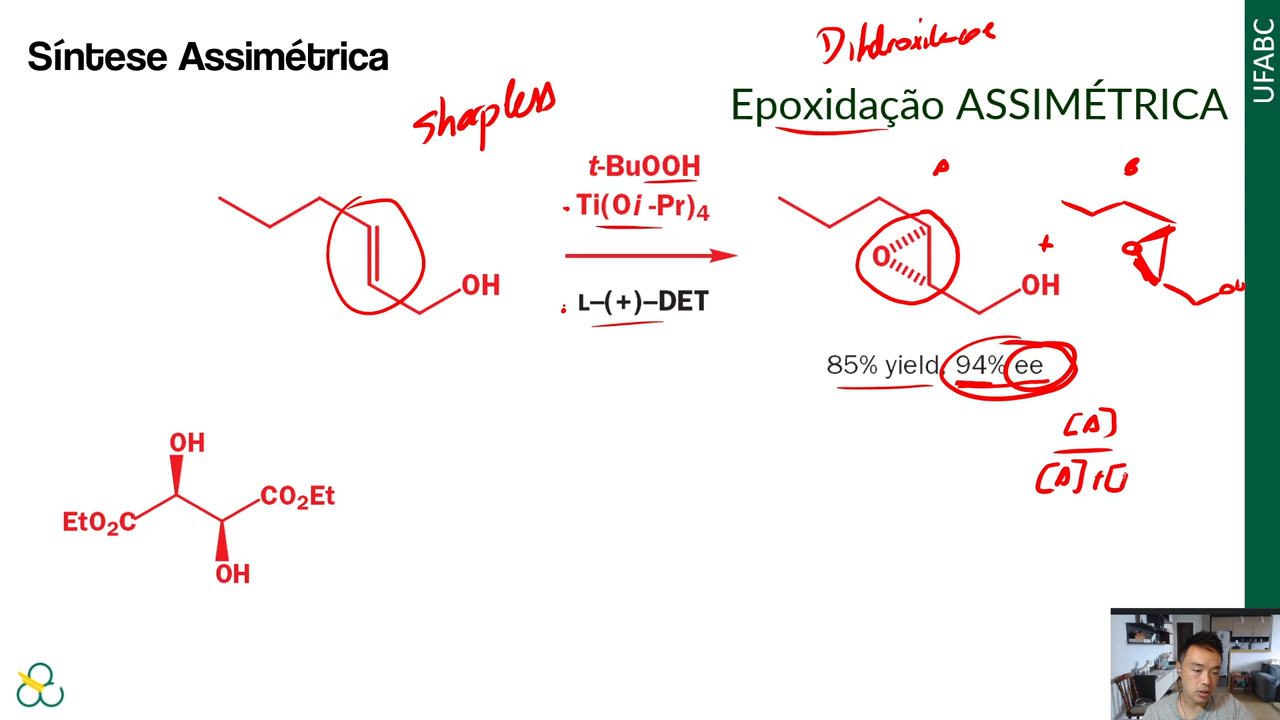 Síntese Assimétrica
Sharpless
Epoxidação ASSIMÉTRICA
UFABC
t-BuOOH
Ti(Oi -Pr)4
L–(+)–DET
OH
A
B
O
OH
+
O
85% yield, 94% ee
[A]
[A]+[
OH
EtO2C
CO2Et
OH